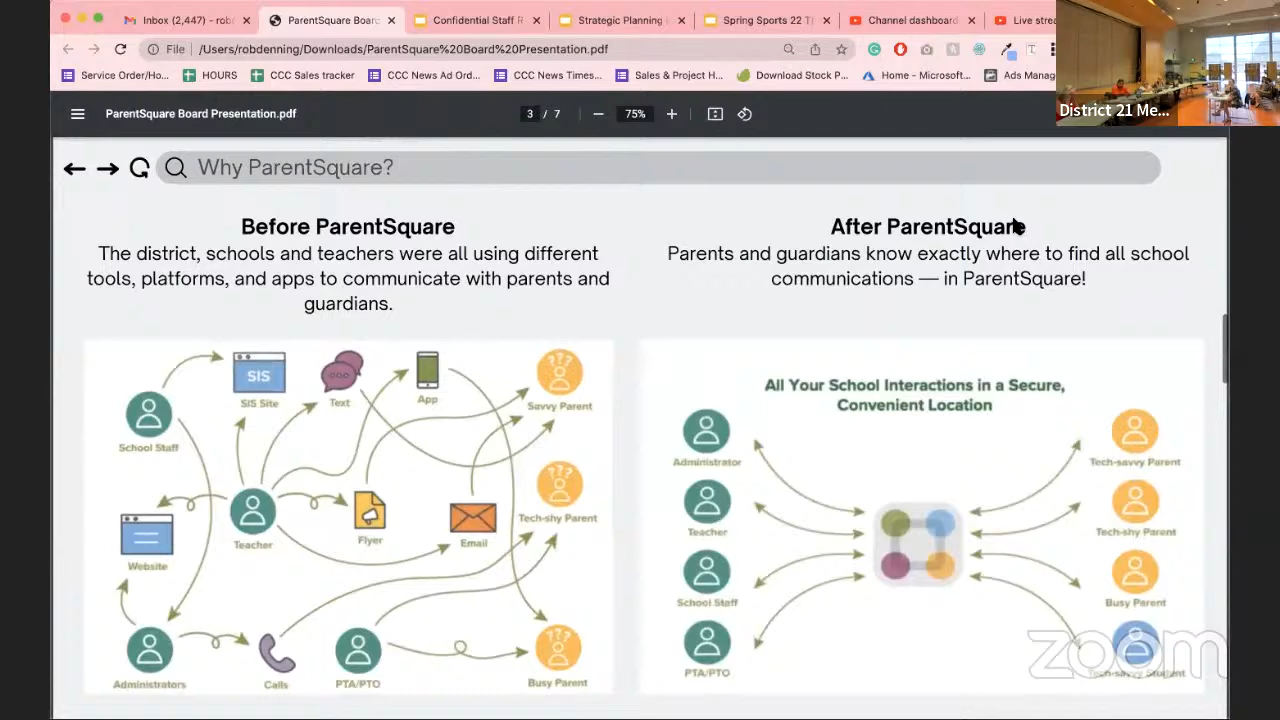 Inbox (2,447) - rob
ParentSquare Boar
Confidential Staff R
Strategic Planning
Spring Sports 22 T
Channel dashboard
Live strea
File
/Users/robdenning/Downloads/ParentSquare%20Board%20Presentation.pdf
Service Order/Ho...
HOURS
CCC Sales tracker
CCC News Ad Ord...
CCC News Times...
Sales & Project H...
Download Stock P...
Home - Microsoft...
Ads Manag
District 21 Me...
ParentSquare Board Presentation.pdf
3 / 7
75%
Why ParentSquare?
Before ParentSquare
The district, schools and teachers were all using different
tools, platforms, and apps to communicate with parents and
guardians.
SIS
SIS Site
Text
App
???
Savvy Parent
School Staff
???
Tech-shy Parent
Teacher
Flyer
Email
Website
???
Administrators
Calls
PTA/PTO
Busy Parent
After ParentSquare
Parents and guardians know exactly where to find all school
communications — in ParentSquare!
All Your School Interactions in a Secure,
Convenient Location
Administrator
Tech-savvy Parent
Teacher
Tech-shy Parent
School Staff
Busy Parent
PTA/PTO
Tech-savvy Student
zoom